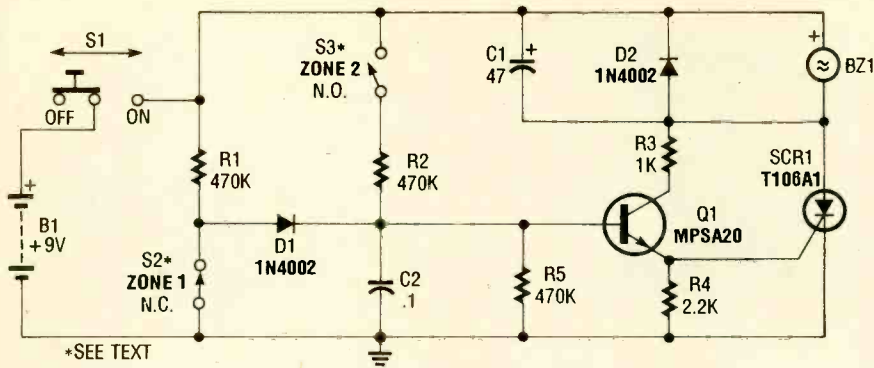 S1
OFF
ON
B1
+9V
+
R1
470K
S2*
ZONE 1
N.C.
*SEE TEXT
D1
1N4002
S3*
ZONE 2
N.O.
R2
470K
C2
.1
R5
470K
C1
47
+
D2
1N4002
R3
1K
Q1
MPSA20
R4
2.2K
+
BZ1
SCR1
T106A1